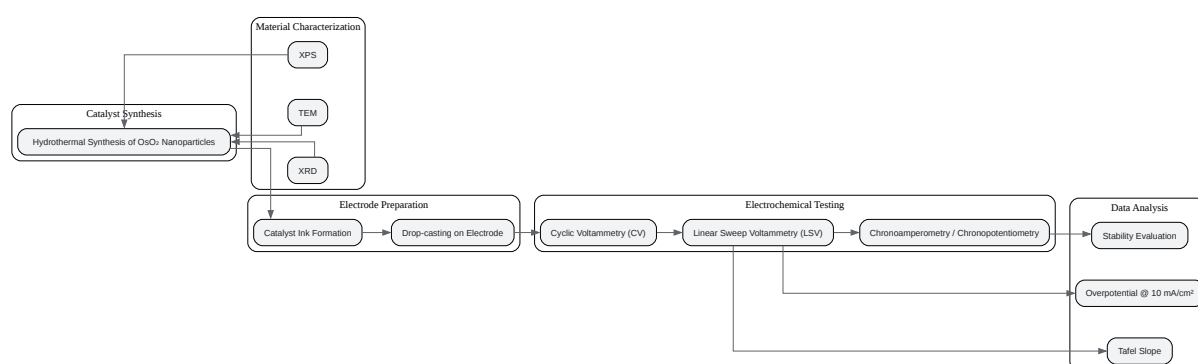 Material Characterization
XPS
TEM
XRD
Catalyst Synthesis
Hydrothermal Synthesis of OsO₂ Nanoparticles
Electrode Preparation
Catalyst Ink Formation
Drop-casting on Electrode
Electrochemical Testing
Cyclic Voltammetry (CV)
Linear Sweep Voltammetry (LSV)
Chronoamperometry / Chronopotentiometry
Data Analysis
Stability Evaluation
Overpotential @ 10 mA/cm²
Tafel Slope